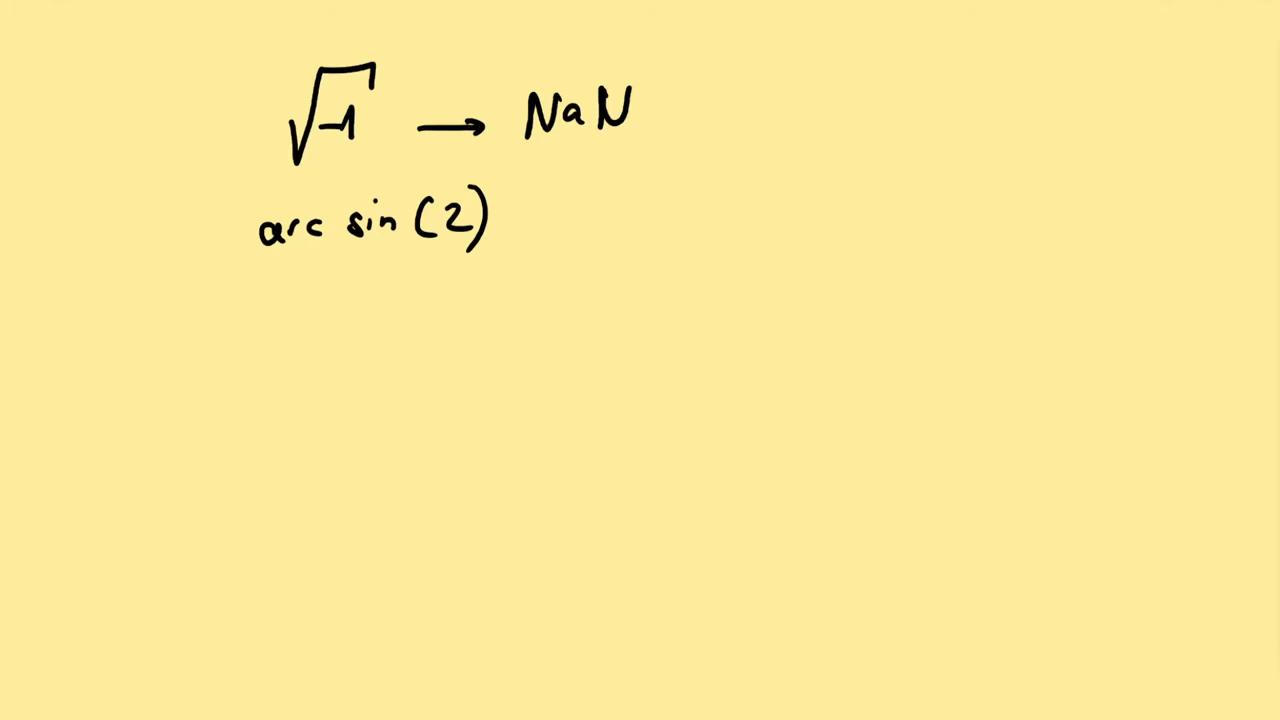 √-1 → NaN
arc sin (2)